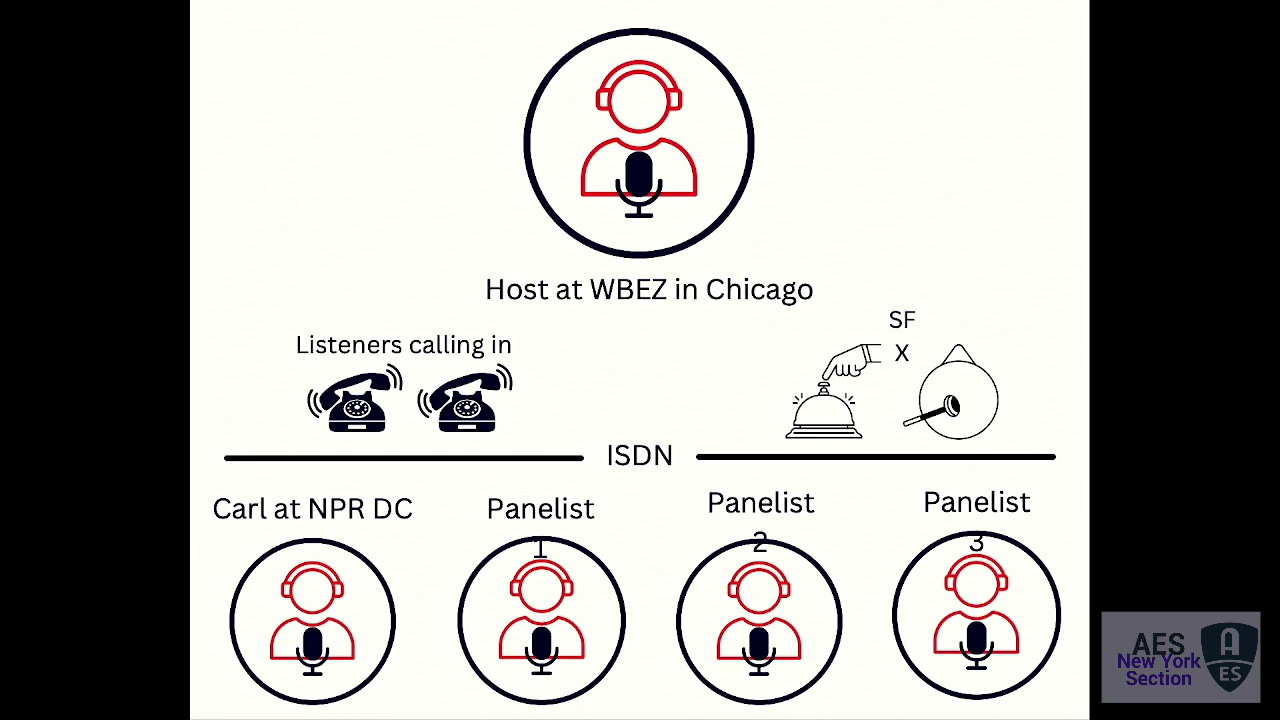 Host at WBEZ in Chicago
Listeners calling in
SF
X
ISDN
Carl at NPR DC
Panelist
1
Panelist
2
Panelist
3
AES
New York
Section
A
ES